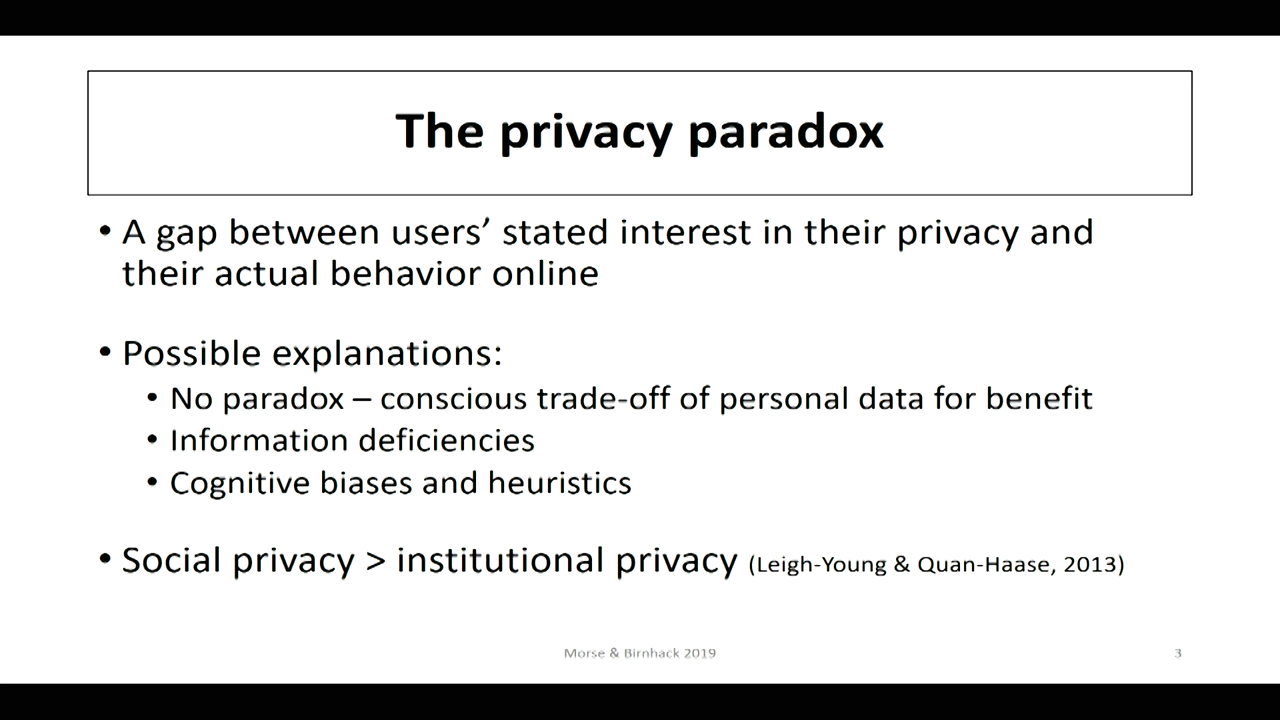 The privacy paradox
• A gap between users’ stated interest in their privacy and
their actual behavior online
• Possible explanations:
• No paradox – conscious trade-off of personal data for benefit
• Information deficiencies
• Cognitive biases and heuristics
• Social privacy > institutional privacy (Leigh-Young & Quan-Haase, 2013)
Morse & Birnhack 2019
3